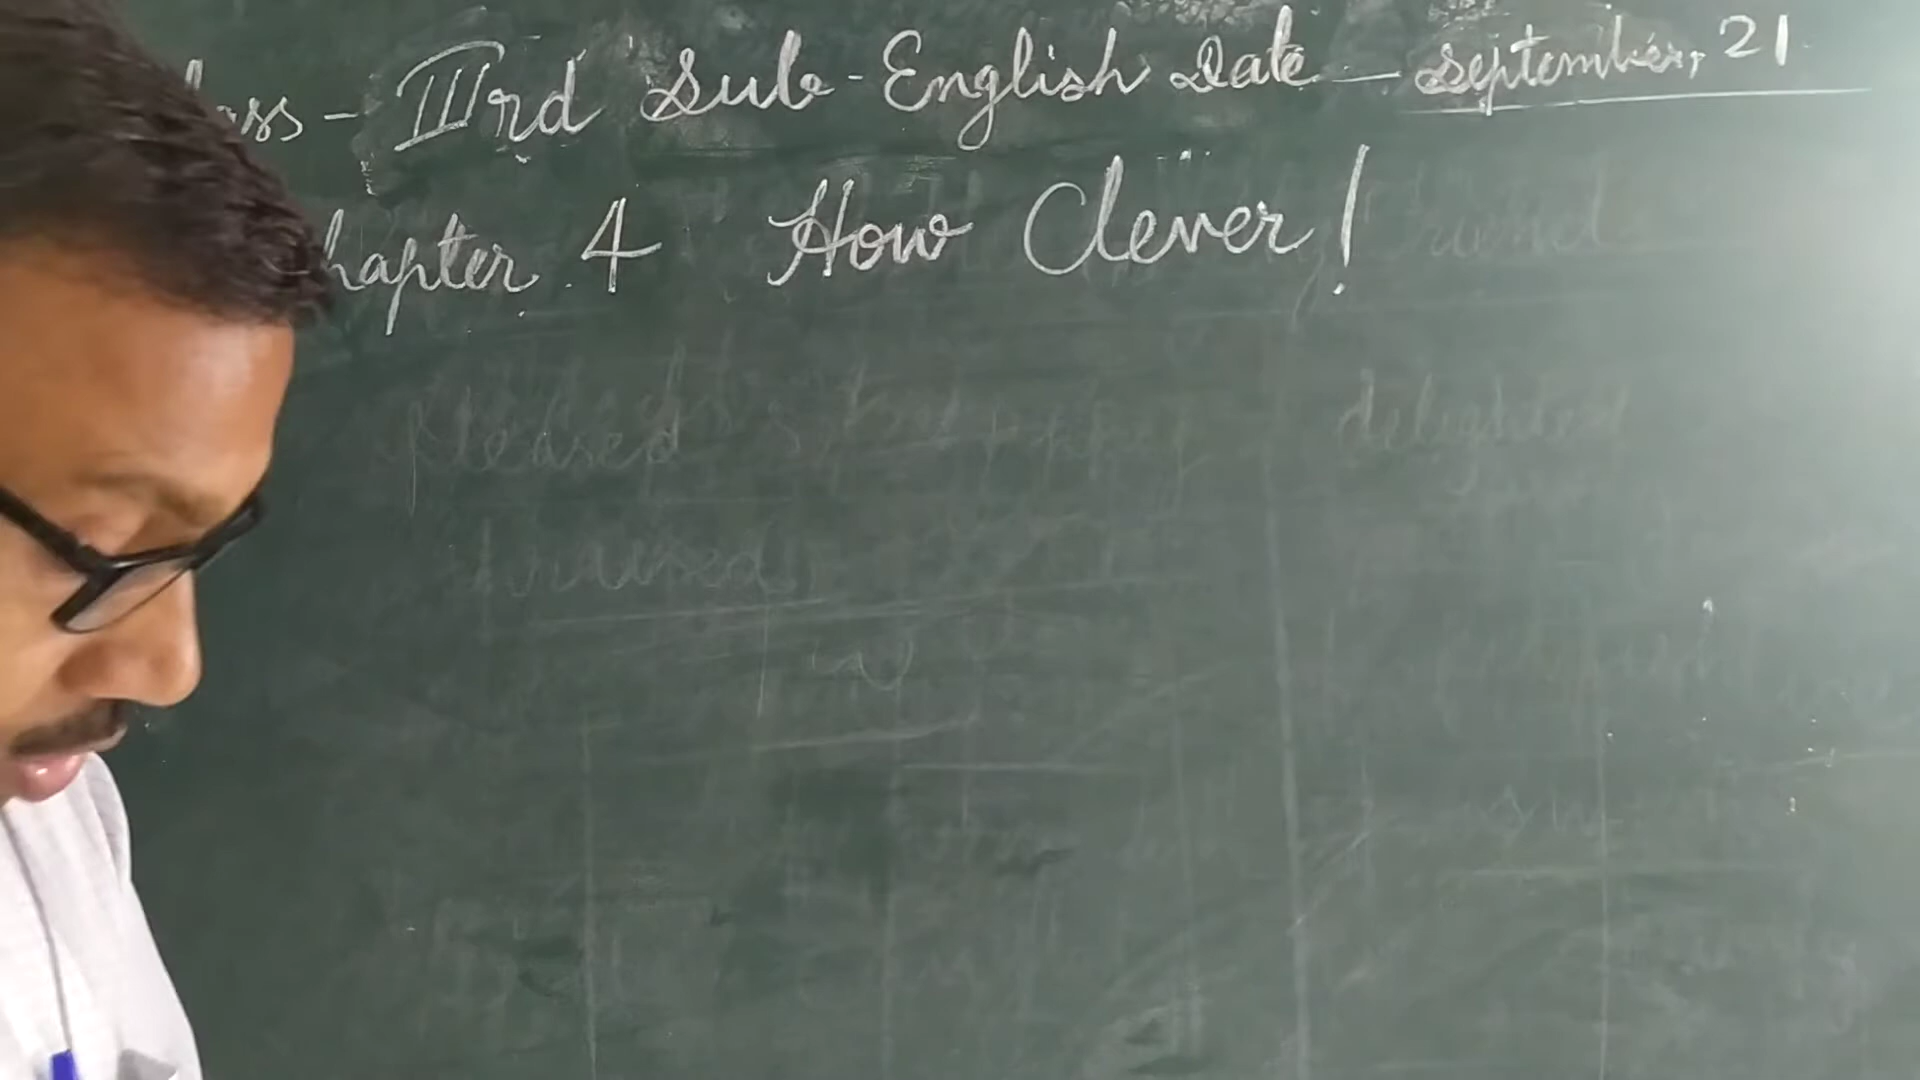 lass - IIIrd Sub - English Date - September, 21
hapter. 4 How Clever!
pleased delighted